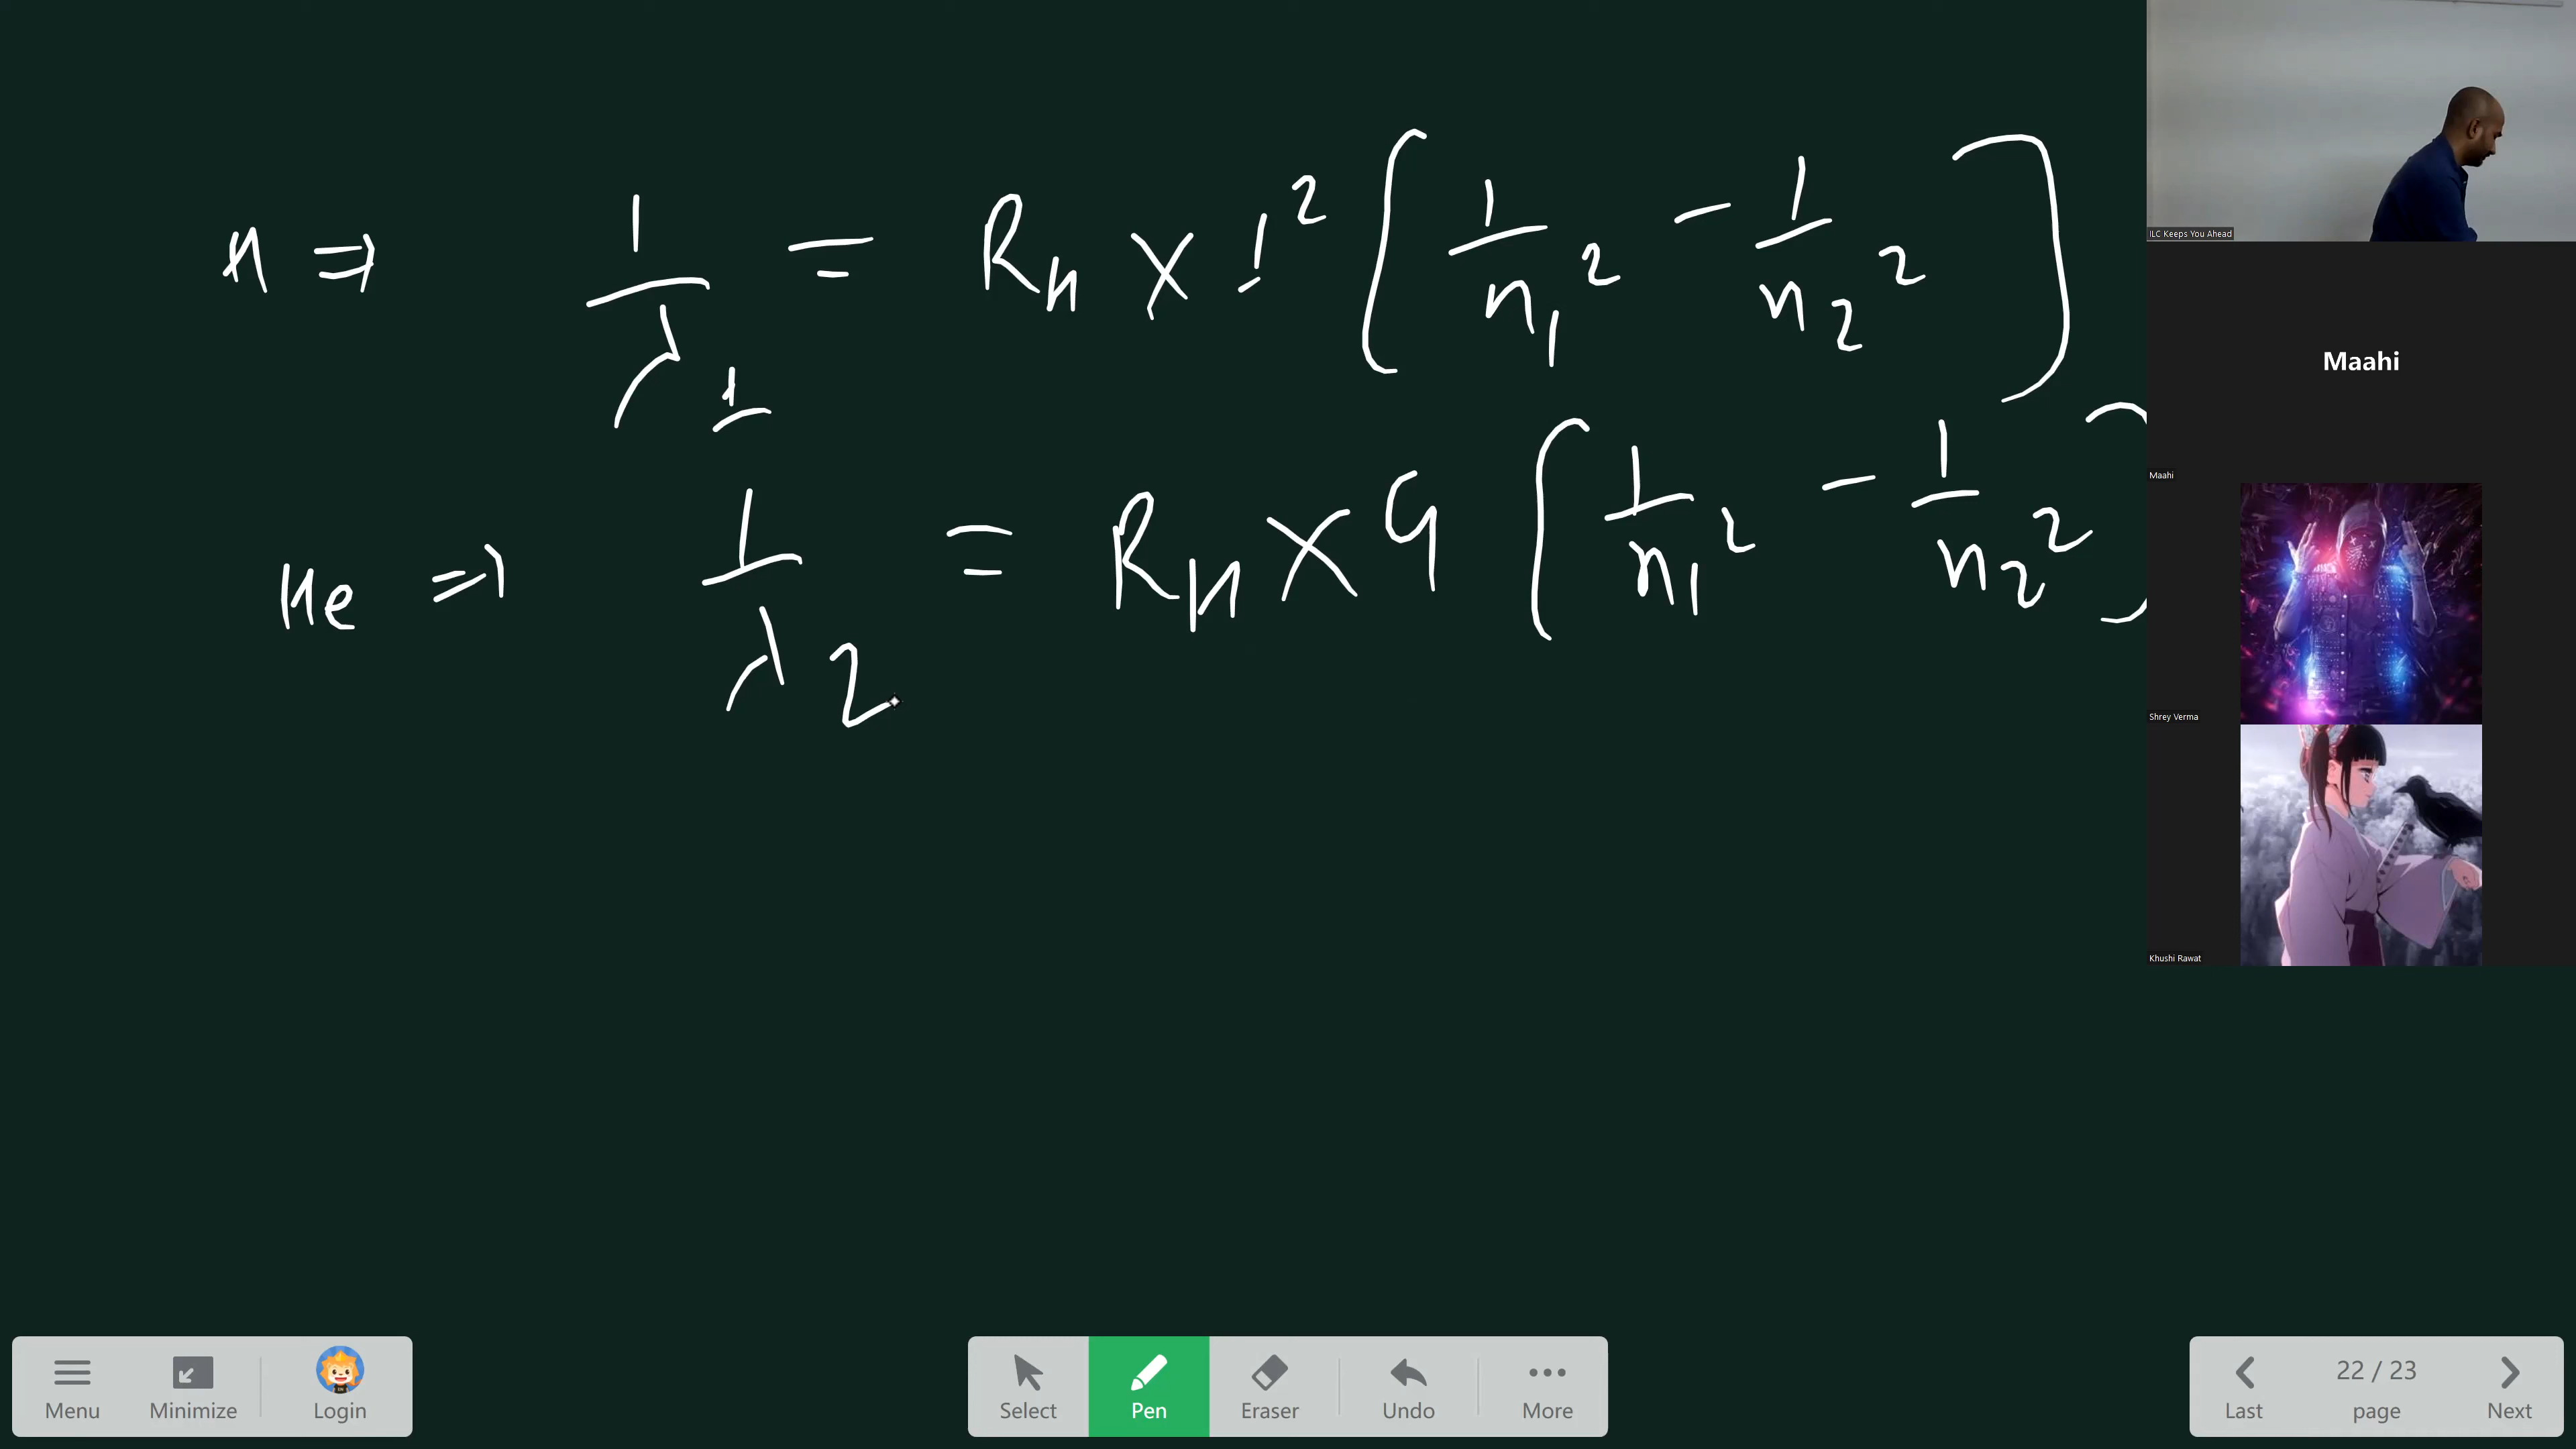 H ⇒ 1/λ₁ = R_H × 1² [ 1/n₁² − 1/n₂² ]
He ⇒ 1/λ₂ = R_H × 4 [ 1/n₁² − 1/n₂² ]
ILC Keeps You Ahead
Maahi
Maahi
Shrey Verma
Khushi Rawat
Menu Minimize Login
Select Pen Eraser Undo More
Last 22 / 23 page Next